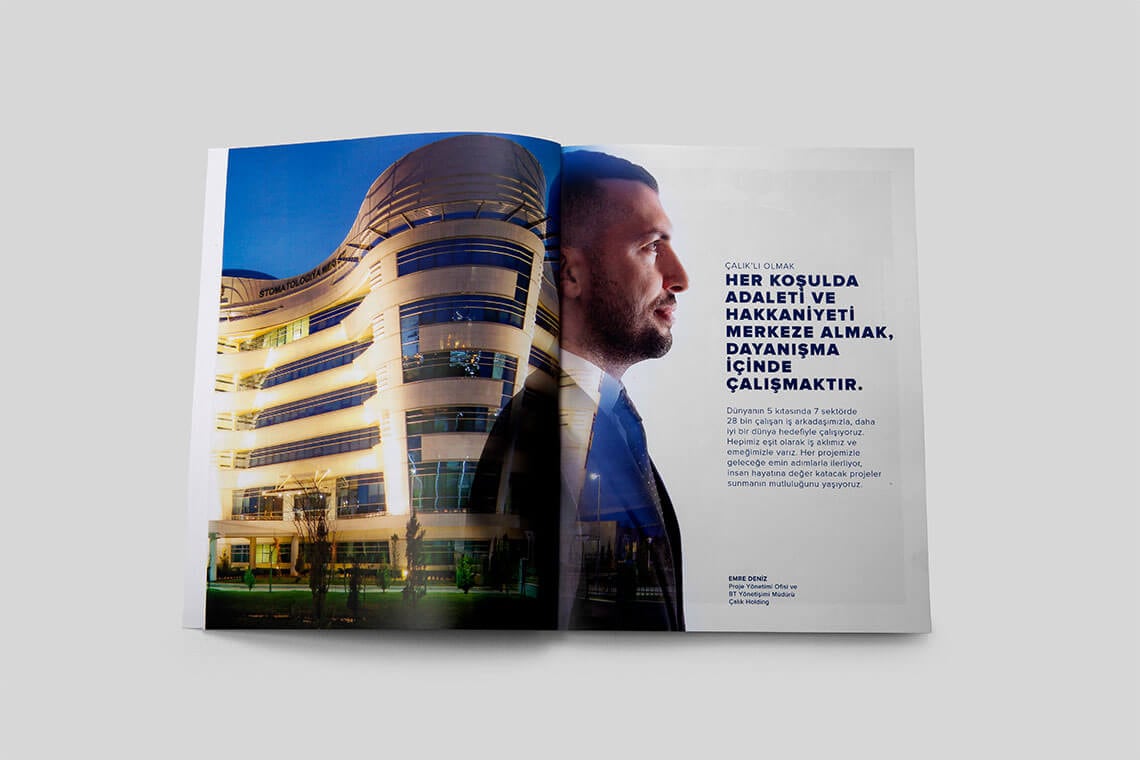 STOMATOLOGIÝA MERKEZI
ÇALIK'LI OLMAK
HER KOŞULDA
ADALETİ VE
HAKKANİYETİ
MERKEZE ALMAK,
DAYANIŞMA
İÇİNDE
ÇALIŞMAKTIR.
Dünyanın 5 kıtasında 7 sektörde
28 bin çalışan iş arkadaşımızla, daha
iyi bir dünya hedefiyle çalışıyoruz.
Hepimiz eşit olarak iş aklımız ve
emeğimizle varız. Her projemizle
geleceğe emin adımlarla ilerliyor,
insan hayatına değer katacak projeler
sunmanın mutluluğunu yaşıyoruz.
EMRE DENİZ
Proje Yönetimi Ofisi ve
BT Yönetişimi Müdürü
Çalık Holding